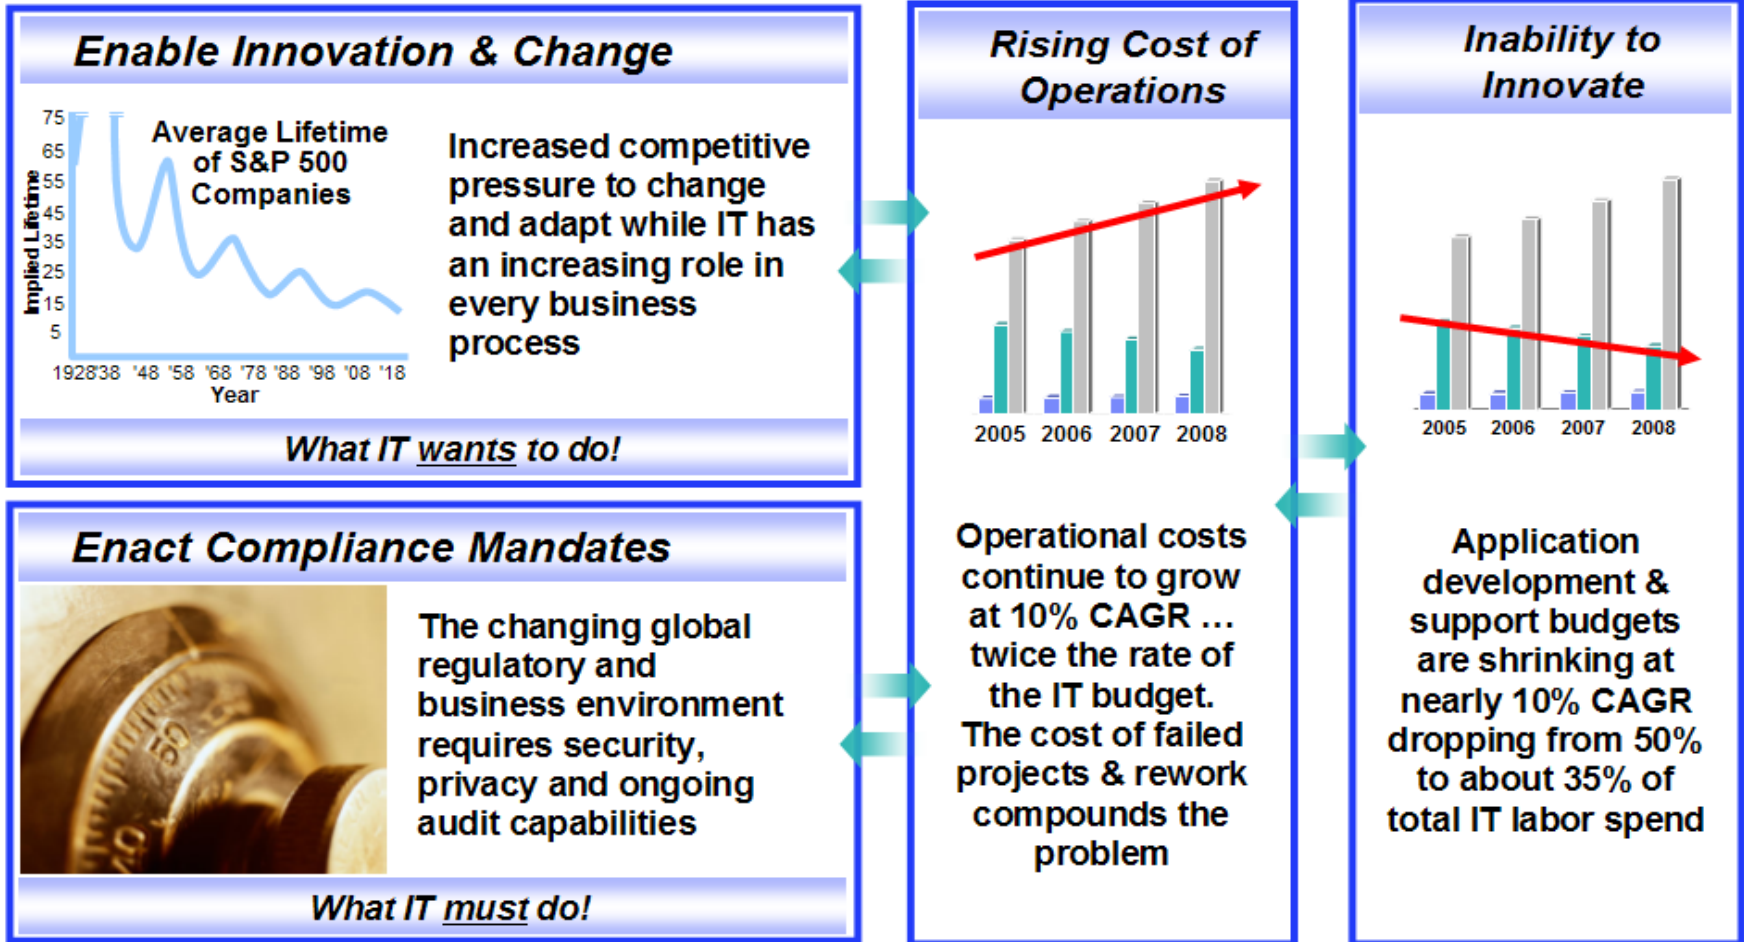 Enable Innovation & Change
75
65
55
45
35
25
15
5
Implied Lifetime
Average Lifetime
of S&P 500
Companies
1928 '38 '48 '58 '68 '78 '88 '98 '08 '18
Year
Increased competitive
pressure to change
and adapt while IT has
an increasing role in
every business
process
What IT wants to do!
Enact Compliance Mandates
50
40
The changing global
regulatory and
business environment
requires security,
privacy and ongoing
audit capabilities
What IT must do!
Rising Cost of
Operations
2005 2006 2007 2008
Operational costs
continue to grow
at 10% CAGR ...
twice the rate of
the IT budget.
The cost of failed
projects & rework
compounds the
problem
Inability to
Innovate
2005 2006 2007 2008
Application
development &
support budgets
are shrinking at
nearly 10% CAGR
dropping from 50%
to about 35% of
total IT labor spend